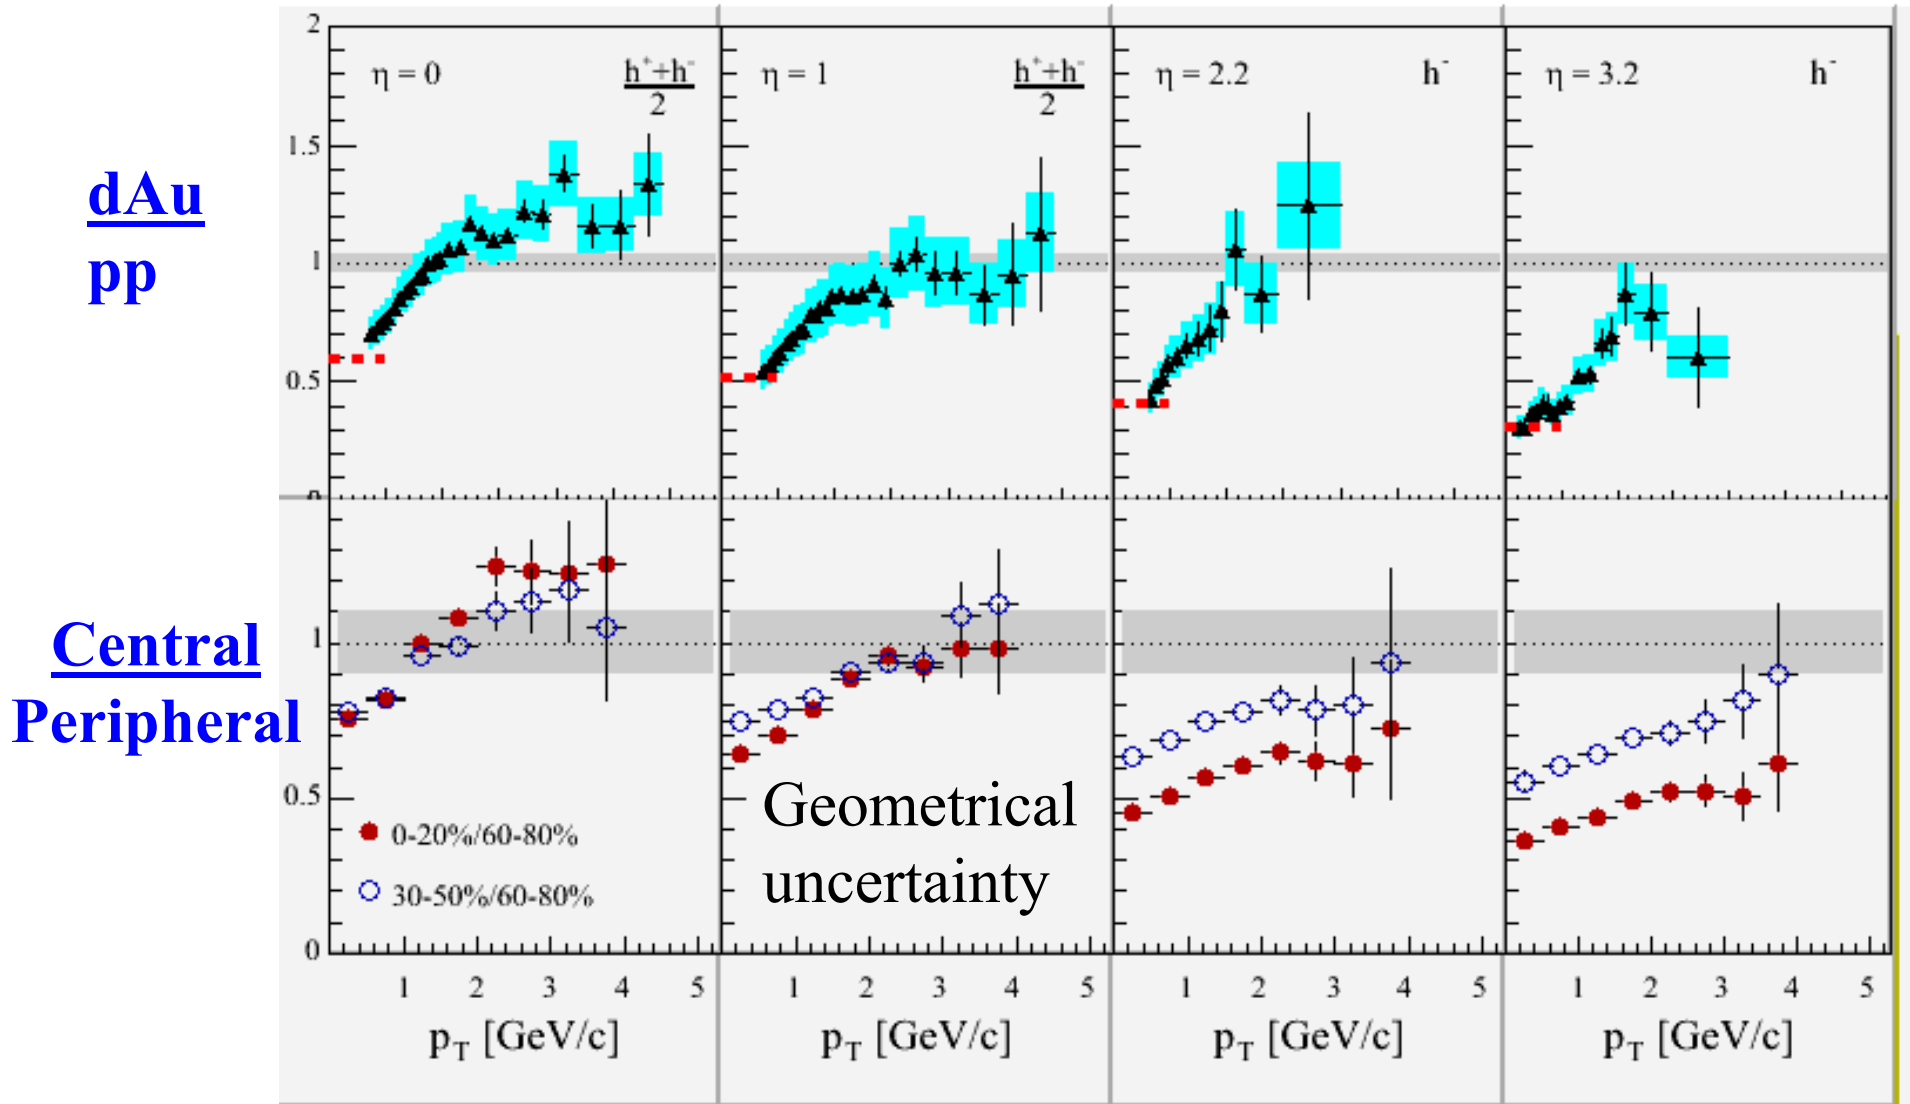 dAu
pp
2
1.5
1
0.5
0
η = 0
h⁺+h⁻
2
η = 1
h⁺+h⁻
2
η = 2.2
h⁻
η = 3.2
h⁻
Central
Peripheral
1
0.5
0
0-20%/60-80%
30-50%/60-80%
Geometrical
uncertainty
1 2 3 4 5
1 2 3 4 5
1 2 3 4 5
1 2 3 4 5
p_T [GeV/c]
p_T [GeV/c]
p_T [GeV/c]
p_T [GeV/c]